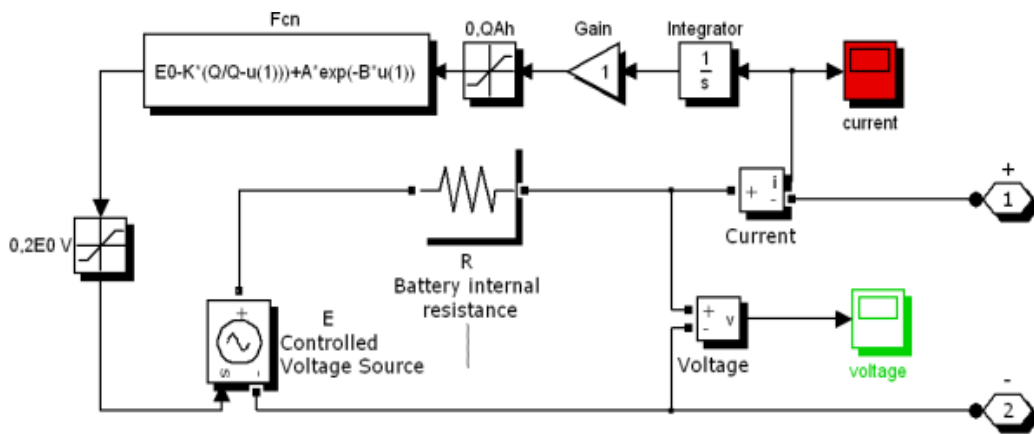 Fcn
0,QAh
Gain
Integrator
E0-K*(Q/Q-u(1)))+A*exp(-B*u(1))
1
1
s
current
+
1
+
i
-
Current
0,2E0 V
R
Battery internal
resistance
+
S
-
E
Controlled
Voltage Source
+
-
v
Voltage
voltage
-
2